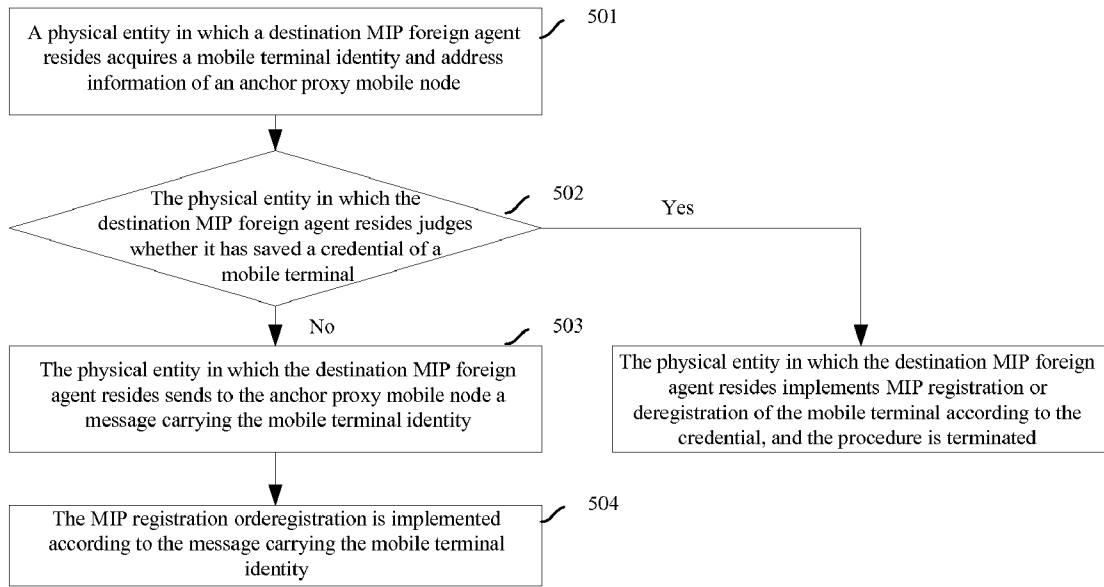 501
A physical entity in which a destination MIP foreign agent
resides acquires a mobile terminal identity and address
information of an anchor proxy mobile node
502
The physical entity in which the
destination MIP foreign agent resides judges
whether it has saved a credential of a
mobile terminal
Yes
No
503
The physical entity in which the destination MIP foreign
agent resides sends to the anchor proxy mobile node a
message carrying the mobile terminal identity
The physical entity in which the destination MIP foreign
agent resides implements MIP registration or
deregistration of the mobile terminal according to the
credential, and the procedure is terminated
504
The MIP registration orderegistration is implemented
according to the message carrying the mobile terminal
identity